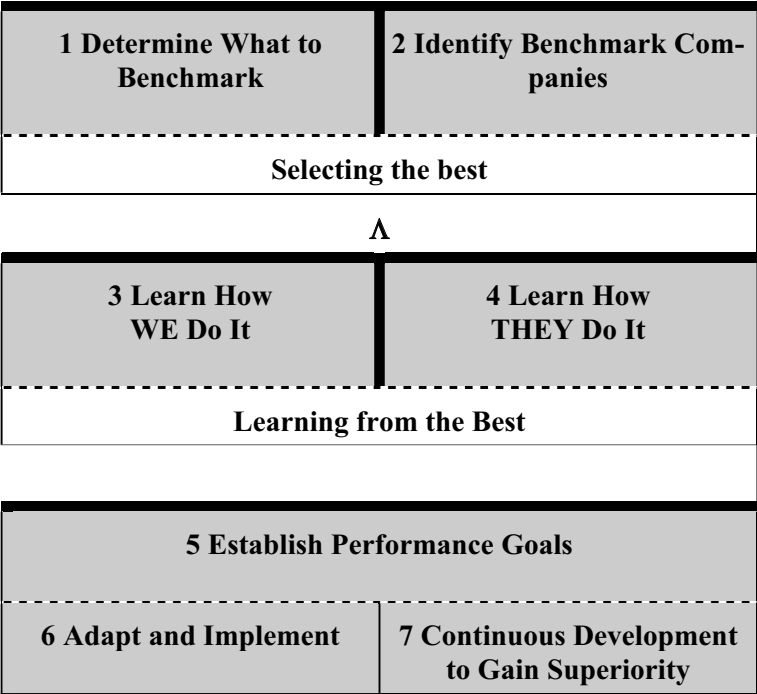 1 Determine What to
Benchmark
2 Identify Benchmark Com-
panies
Selecting the best
Λ
3 Learn How
WE Do It
4 Learn How
THEY Do It
Learning from the Best
5 Establish Performance Goals
6 Adapt and Implement
7 Continuous Development
to Gain Superiority